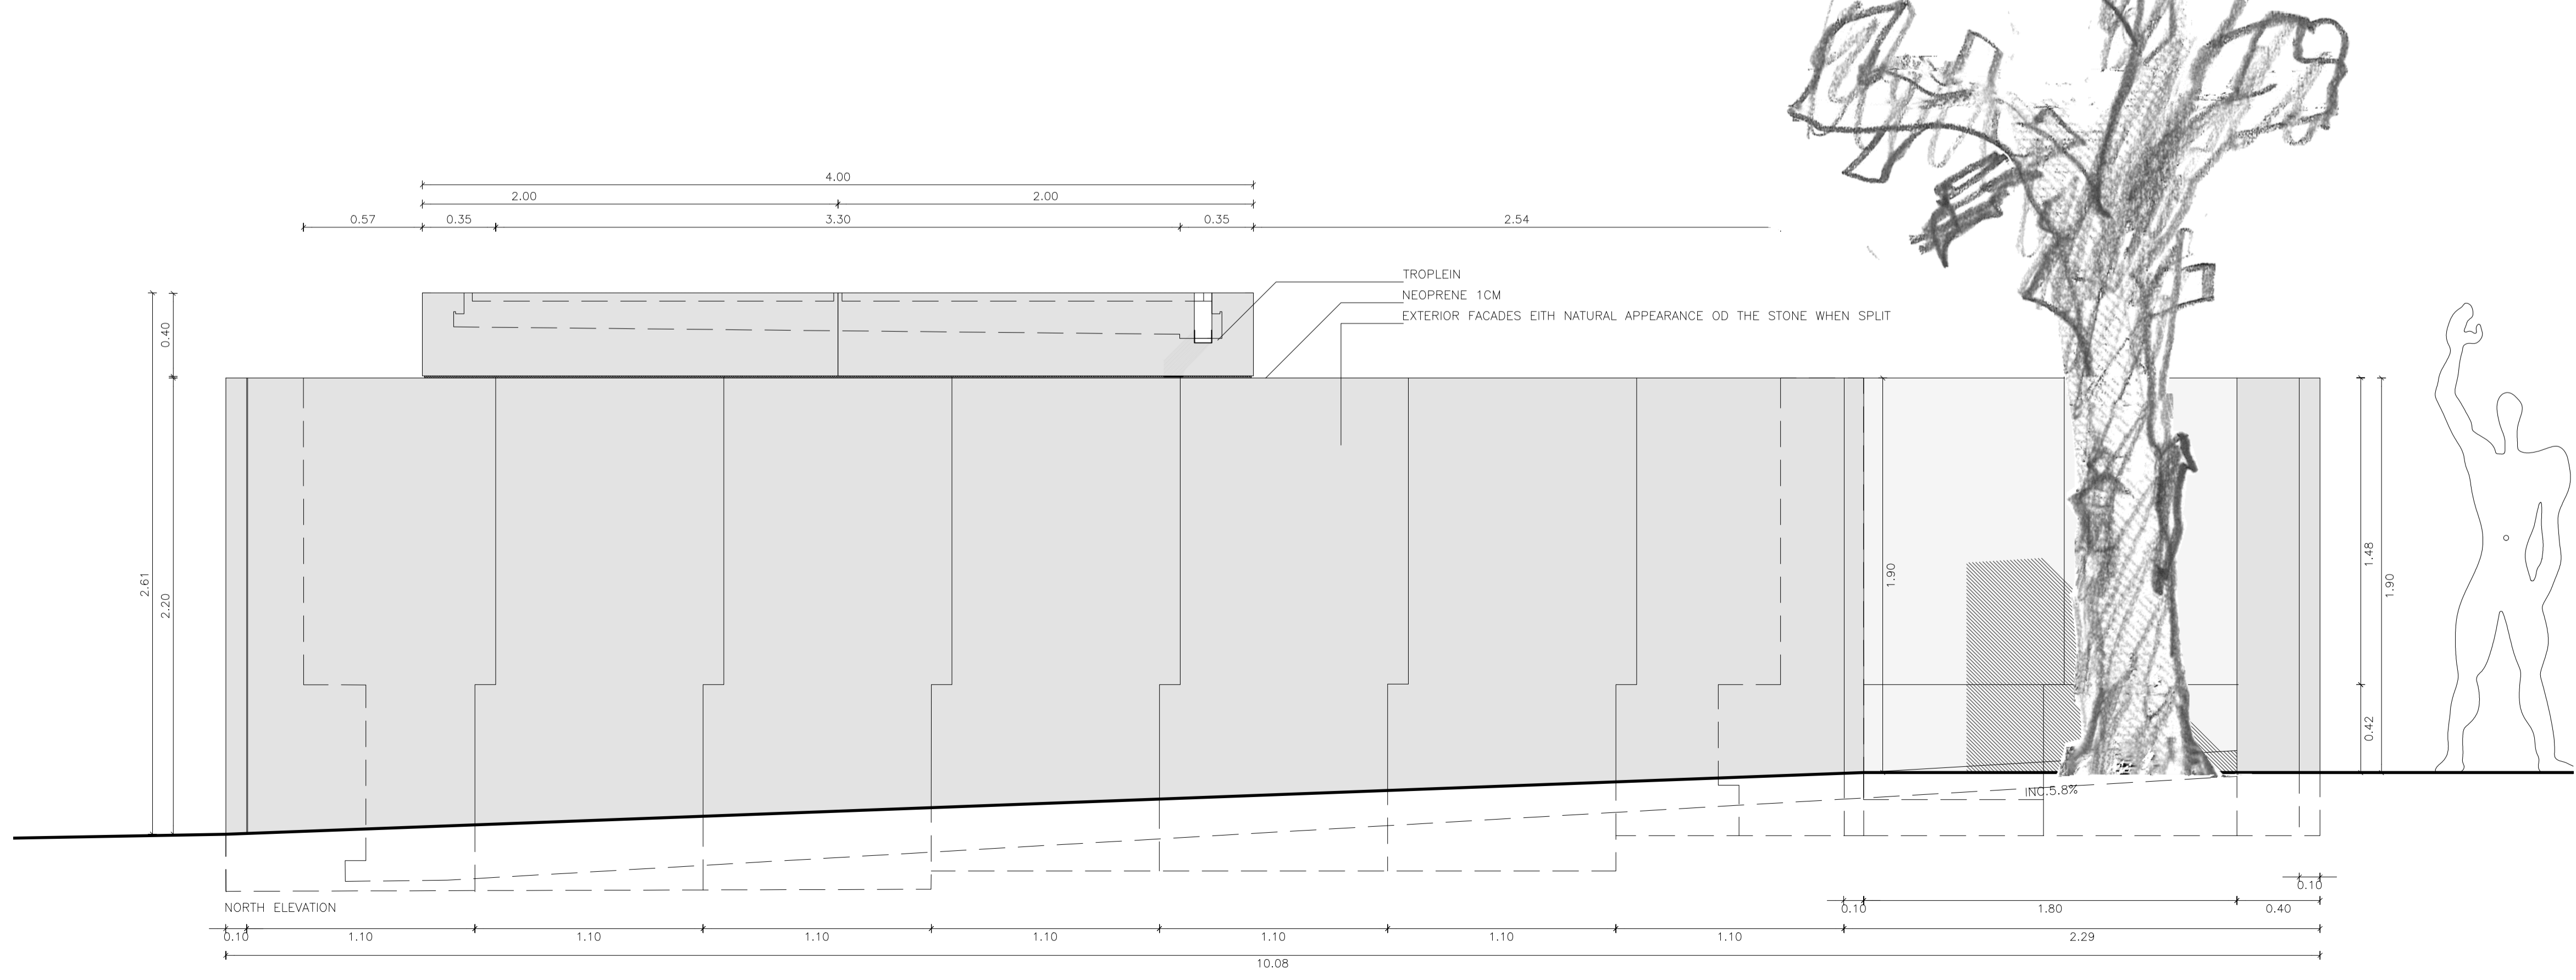 4.00
2.00 2.00
0.57 0.35 3.30 0.35 2.54
TROPLEIN
NEOPRENE 1CM
EXTERIOR FACADES EITH NATURAL APPEARANCE OD THE STONE WHEN SPLIT
0.40
2.61
2.20
1.90
1.48
1.90
0.42
INC.5.8%
0.10
NORTH ELEVATION
0.10 1.80 0.40
0.10 1.10 1.10 1.10 1.10 1.10 1.10 1.10 2.29
10.08